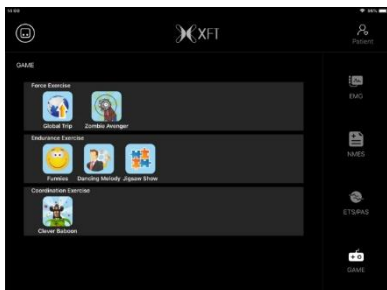 XFT
Patient
GAME
Force Exercise
Global Trip
Zombie Avenger
Endurance Exercise
Funnies
Dancing Melody
Jigsaw Show
Coordination Exercise
Clever Baboon
EMG
NMES
ETS/PAS
GAME